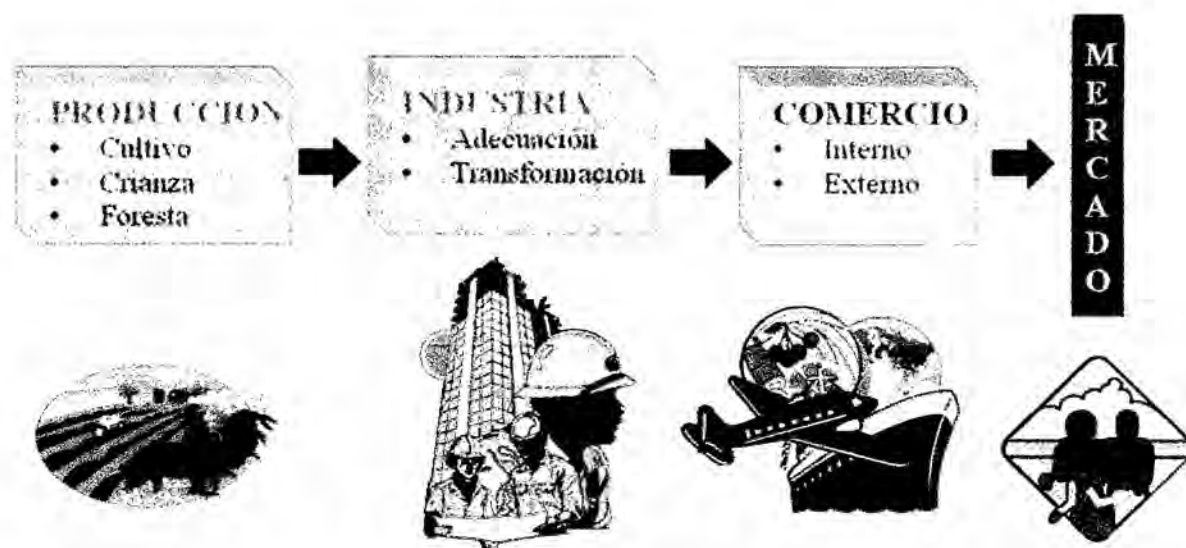 PRODUCCION
• Cultivo
• Crianza
• Foresta
INDUSTRIA
• Adecuación
• Transformación
COMERCIO
• Interno
• Externo
MERCADO